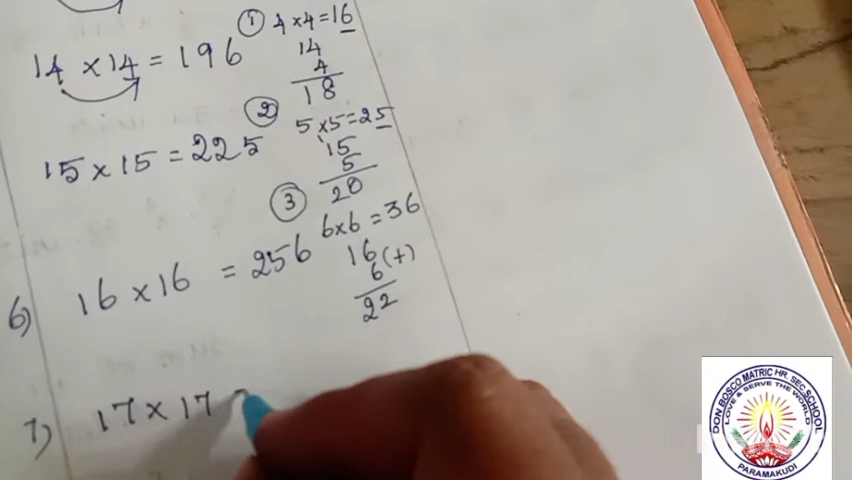 ① 4×4=16
14 × 14 = 196
14
4
18
② 5×5=25
15 × 15 = 225
15
5
20
③ 6×6 = 36
6) 16 × 16 = 256
16
6(+)
22
7) 17 × 17
DON BOSCO MATRIC HR. SEC. SCHOOL
LOVE & SERVE THE WORLD
PARAMAKUDI